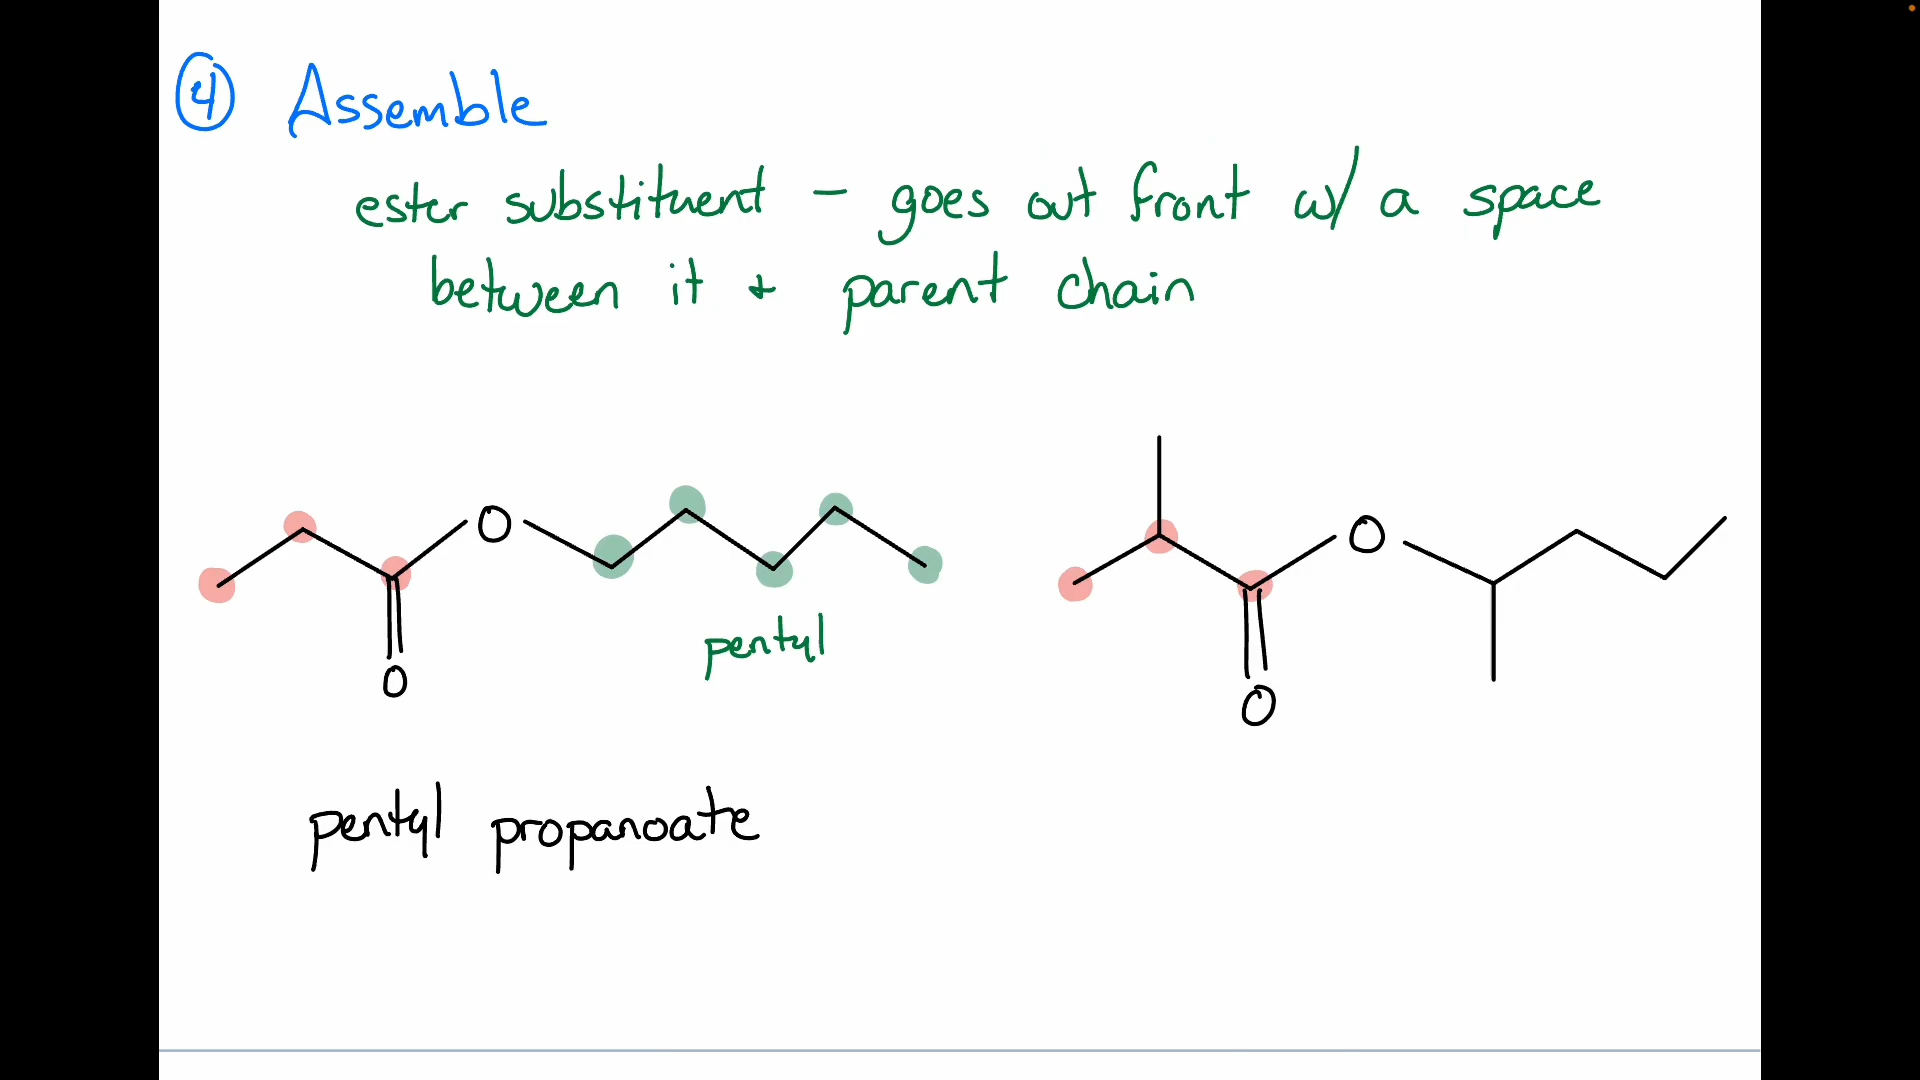 ④ Assemble
ester substituent – goes out front w/ a space
between it + parent chain
O
O
pentyl
O
O
pentyl propanoate